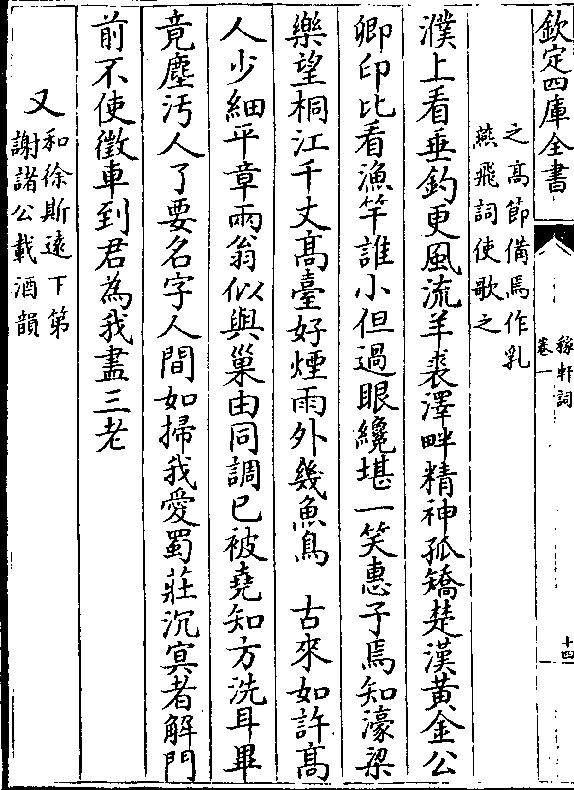 欽定四庫全書
稼軒詞
卷一
十四
之高節備焉作乳
燕飛詞使歌之
濮上看垂釣更風流羊裘澤畔精神孤矯楚漢黃金公
卿印比看漁竿誰小但過眼纔堪一笑惠子焉知濠梁
樂望桐江千丈高臺好煙雨外幾魚鳥　古來如許高
人少細平章兩翁似與巢由同調已被堯知方洗耳畢
竟塵汚人了要名字人間如掃我愛蜀莊沉冥者解門
前不使徵車到君為我畫三老
又
和徐斯遠下第
謝諸公載酒韻